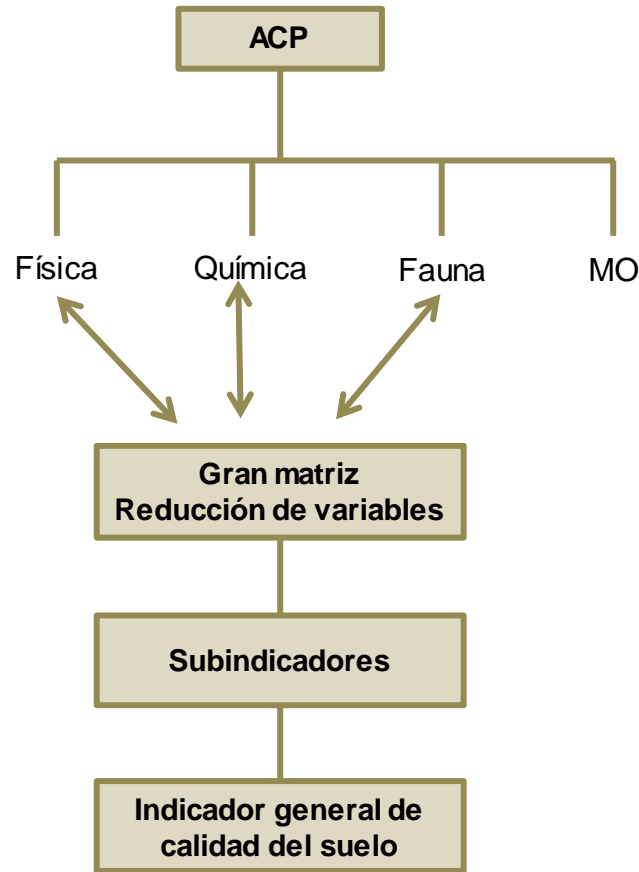 ACP
Física Química Fauna MO
Gran matriz
Reducción de variables
Subindicadores
Indicador general de
calidad del suelo